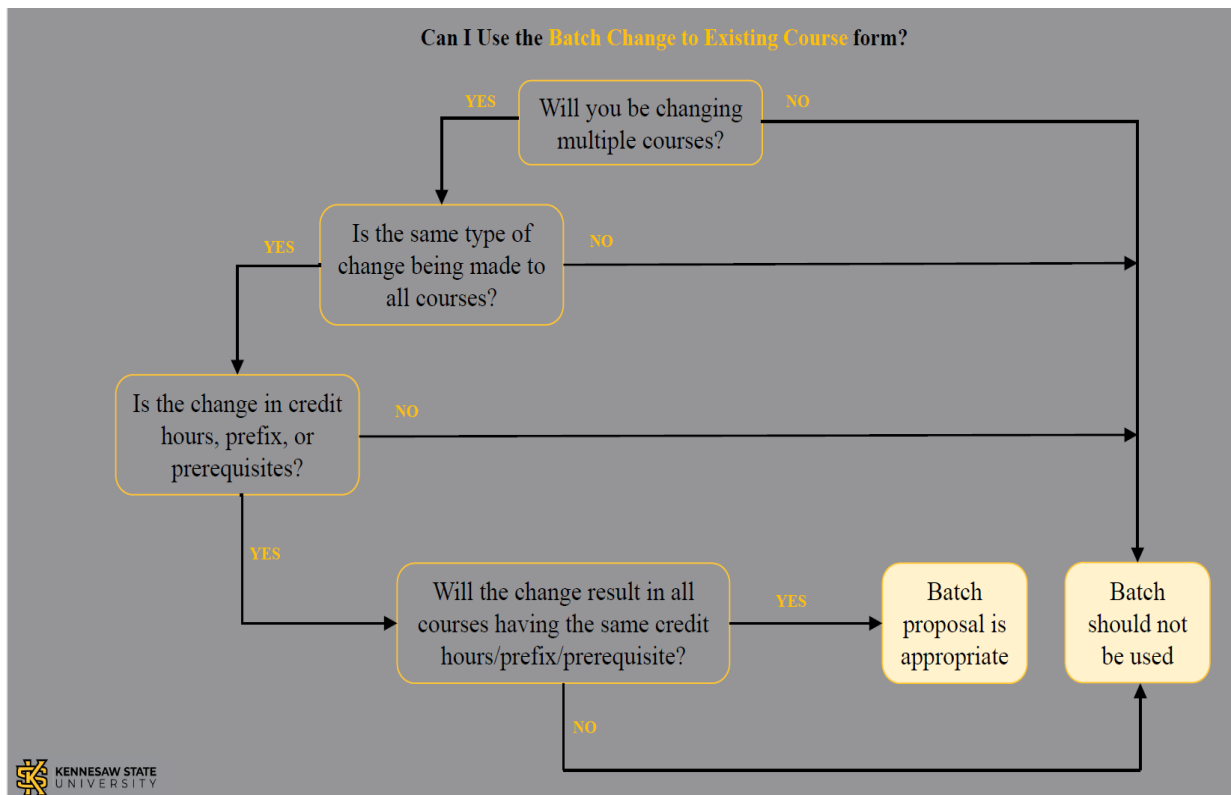 Can I Use the Batch Change to Existing Course form?
YES
Will you be changing
multiple courses?
NO
YES
Is the same type of
change being made to
all courses?
NO
Is the change in credit
hours, prefix, or
prerequisites?
NO
YES
Will the change result in all
courses having the same credit
hours/prefix/prerequisite?
YES
Batch
proposal is
appropriate
Batch
should not
be used
NO
KENNESAW STATE
UNIVERSITY